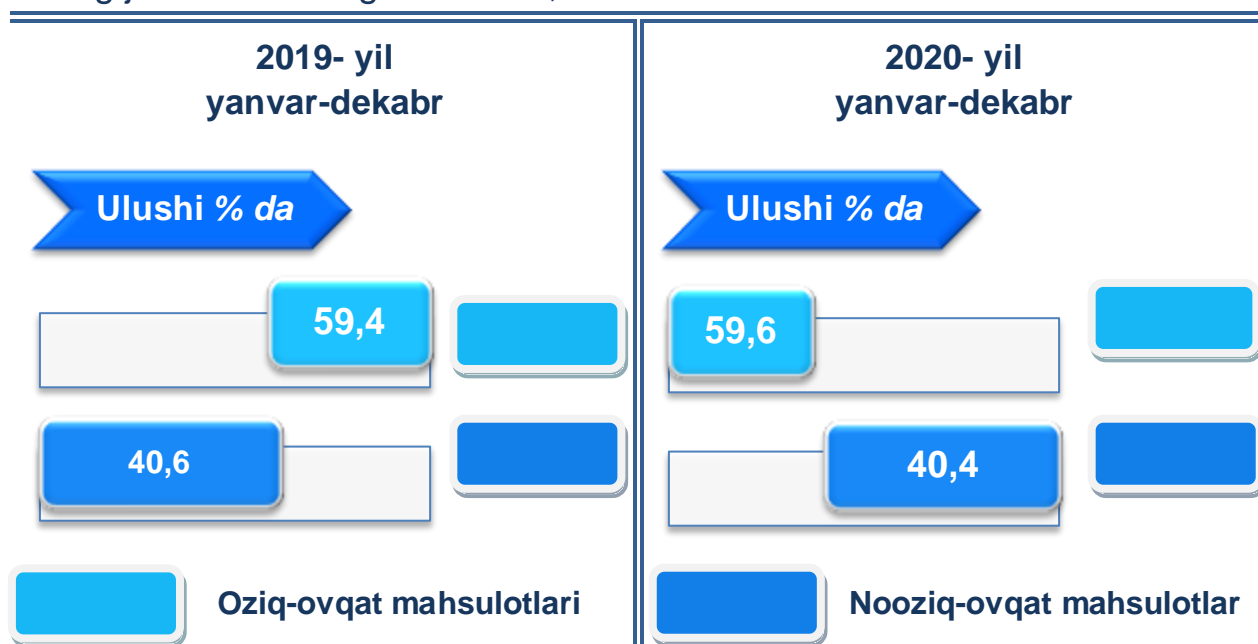 2019- yil
yanvar-dekabr
Ulushi % da
59,4
40,6
2020- yil
yanvar-dekabr
Ulushi % da
59,6
40,4
Oziq-ovqat mahsulotlari
Nooziq-ovqat mahsulotlar